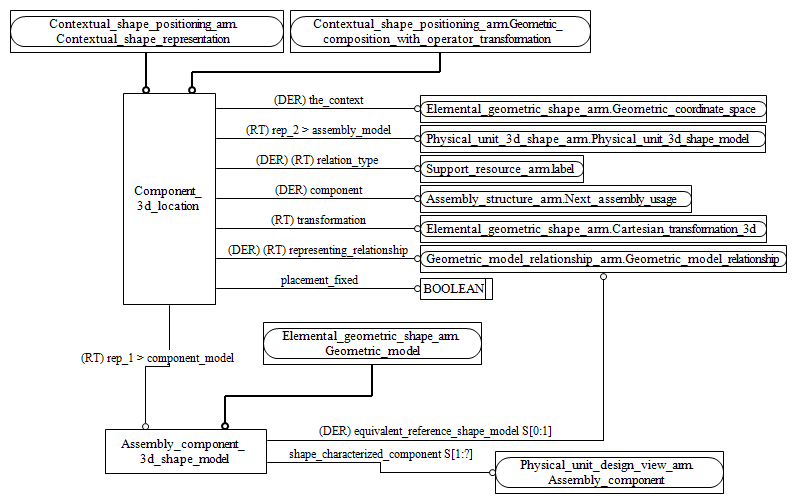 Contextual_shape_positioning_arm.
Contextual_shape_representation
Contextual_shape_positioning_arm.Geometric_
composition_with_operator_transformation
Component_
3d_location
(DER) the_context
Elemental_geometric_shape_arm.Geometric_coordinate_space
(RT) rep_2 > assembly_model
Physical_unit_3d_shape_arm.Physical_unit_3d_shape_model
(DER) (RT) relation_type
Support_resource_arm.label
(DER) component
Assembly_structure_arm.Next_assembly_usage
(RT) transformation
Elemental_geometric_shape_arm.Cartesian_transformation_3d
(DER) (RT) representing_relationship
Geometric_model_relationship_arm.Geometric_model_relationship
placement_fixed
BOOLEAN
Elemental_geometric_shape_arm.
Geometric_model
(RT) rep_1 > component_model
Assembly_component_
3d_shape_model
(DER) equivalent_reference_shape_model S[0:1]
shape_characterized_component S[1:?]
Physical_unit_design_view_arm.
Assembly_component